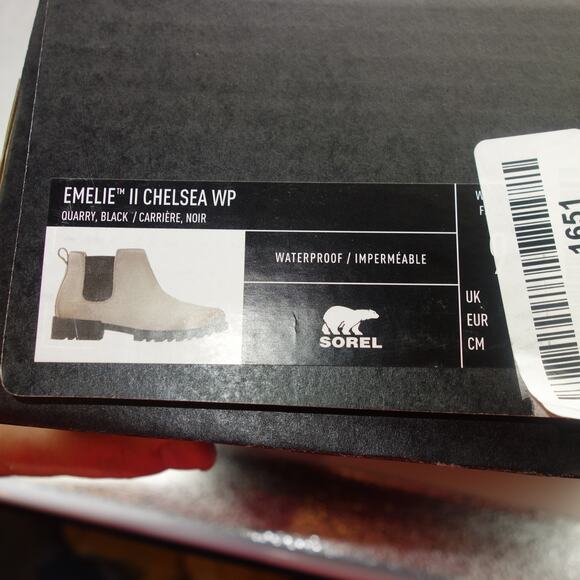 EMELIE™ II CHELSEA WP
QUARRY, BLACK / CARRIÈRE, NOIR
WATERPROOF / IMPERMÉABLE
SOREL
UK
EUR
CM
1651